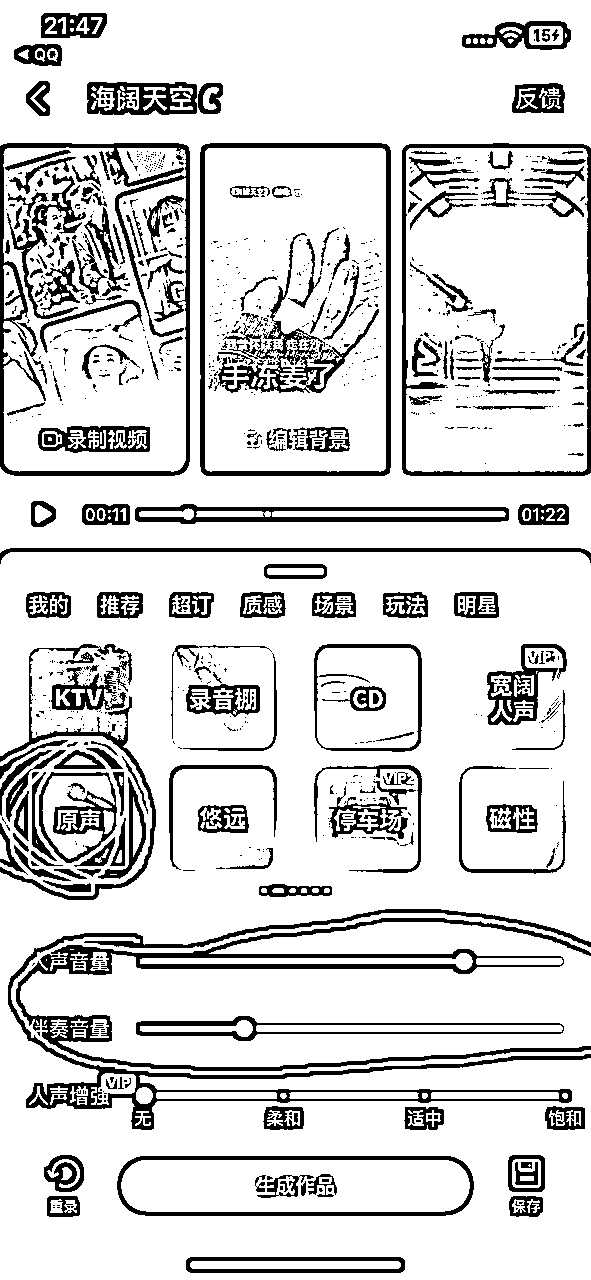 21:47
15
QQ
海阔天空C 反馈
手冻麦了
录制视频 编辑背景
00:11 01:22
我的 推荐 超订 质感 场景 玩法 明星
VIP
KTV 录音棚 CD 宽阔人声
VIP2
原声 悠远 停车场 磁性
人声音量
伴奏音量
VIP
人声增强
无 柔和 适中 饱和
重录 生成作品 保存